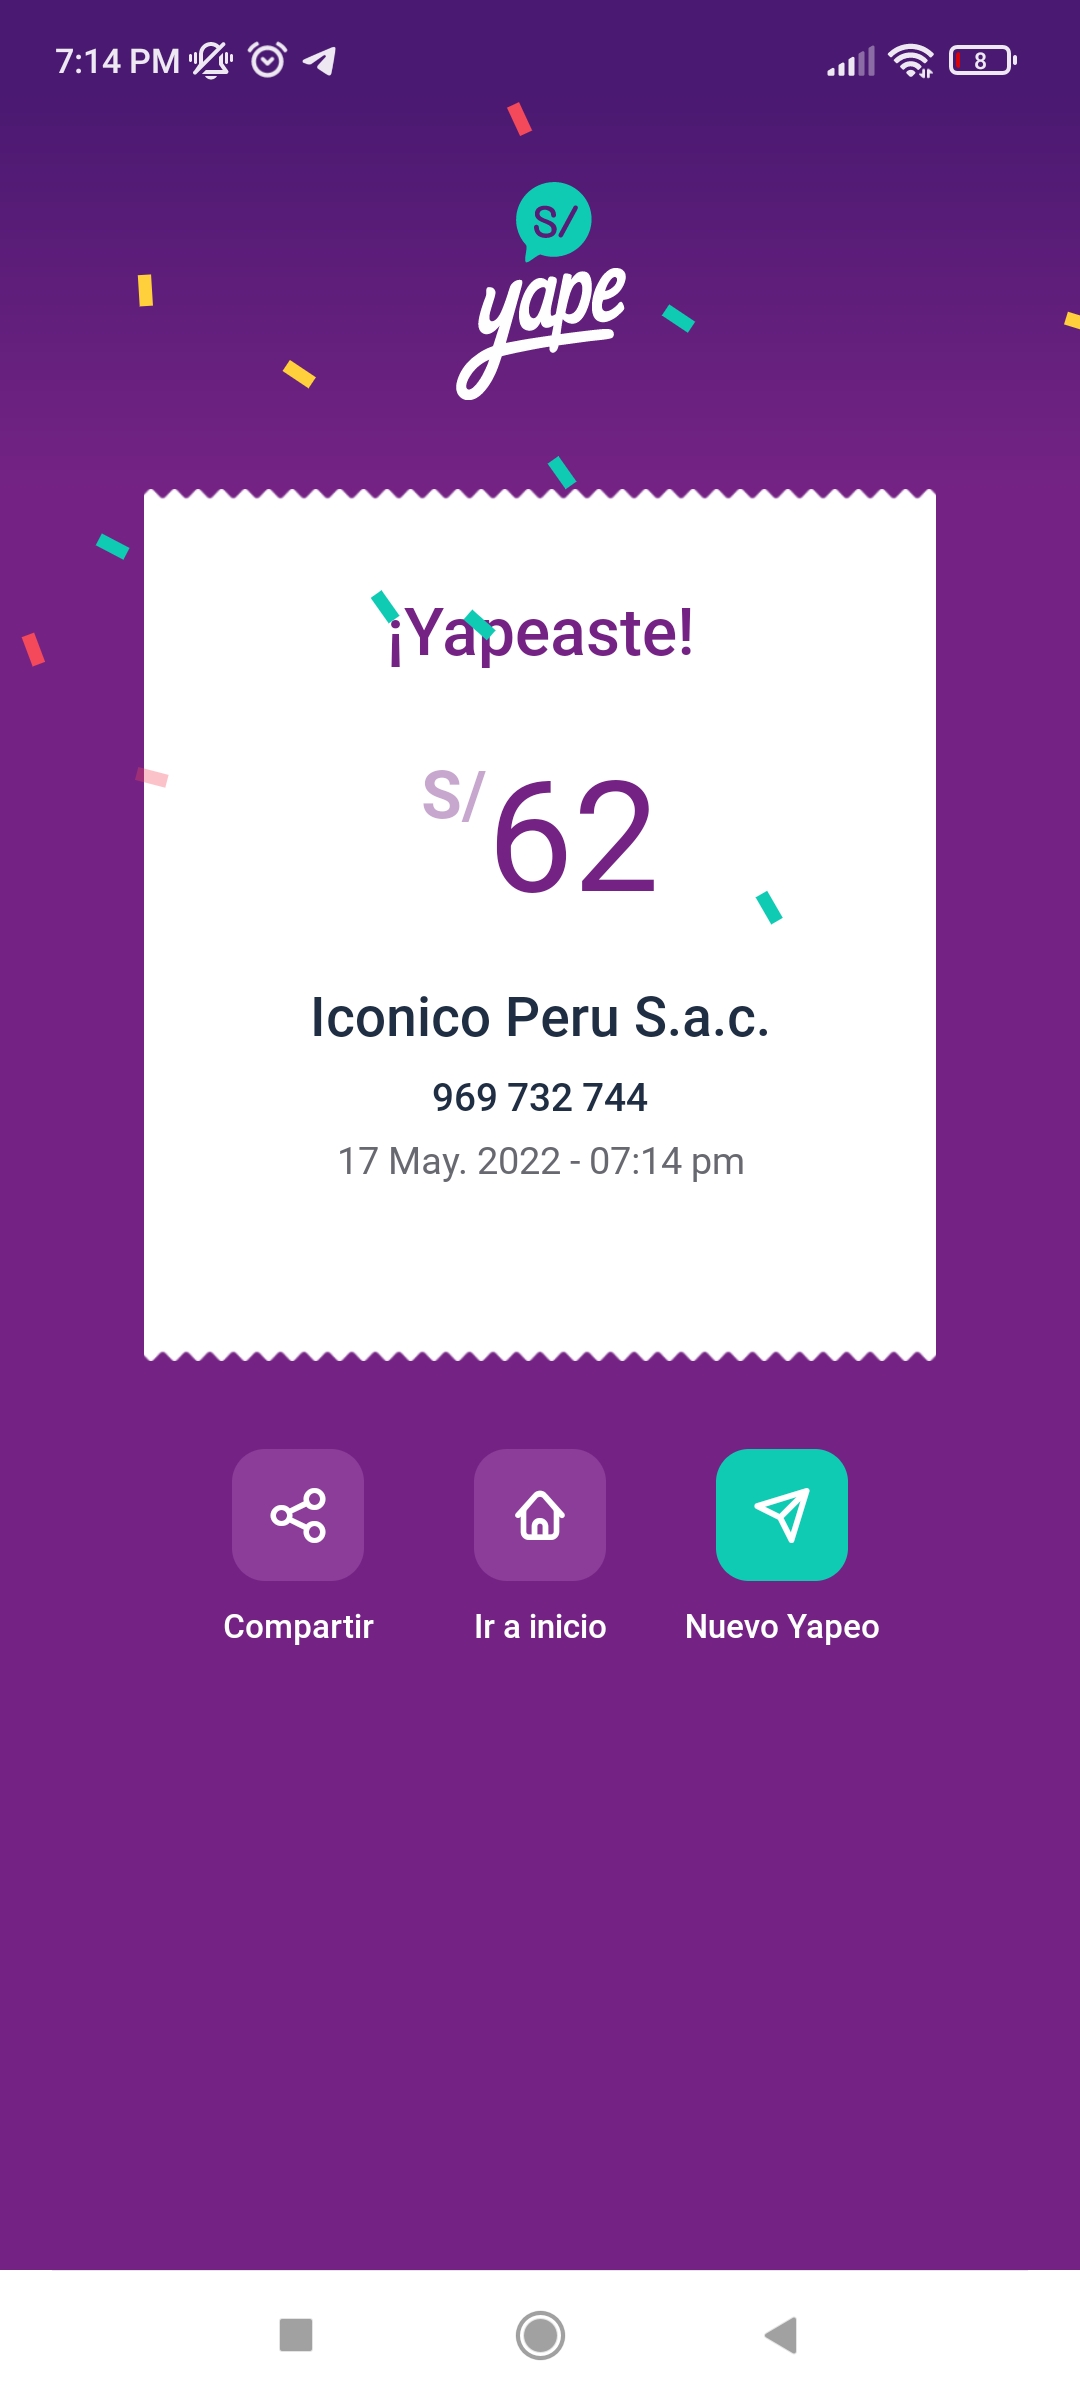 7:14 PM
8
S/
yape
¡Yapeaste!
S/62
Iconico Peru S.a.c.
969 732 744
17 May. 2022 - 07:14 pm
Compartir
Ir a inicio
Nuevo Yapeo